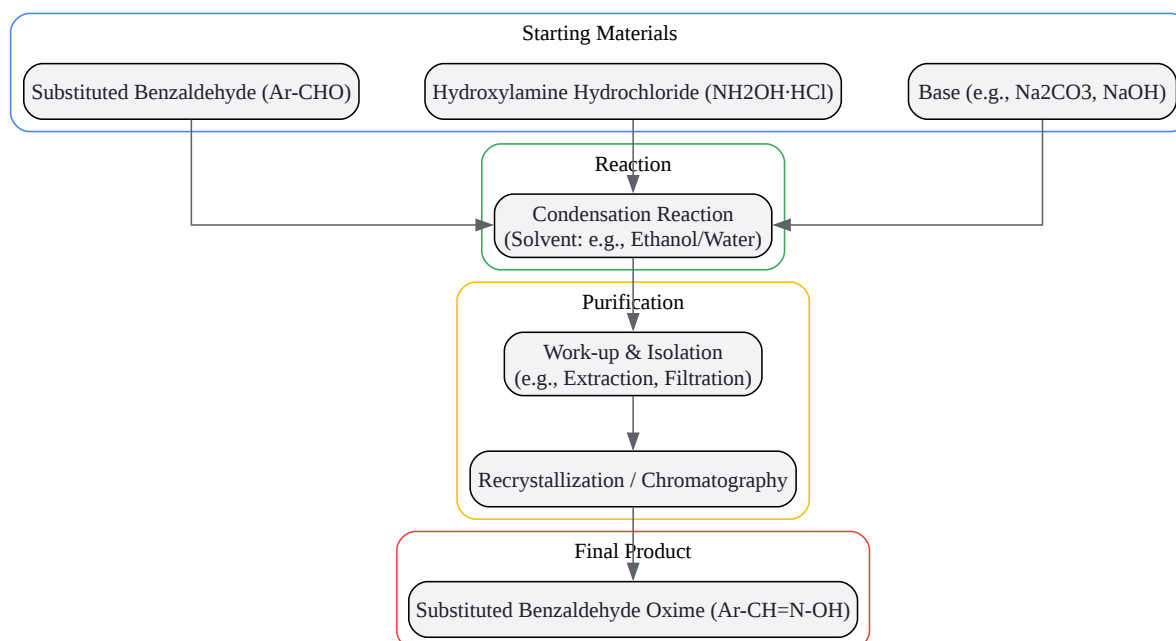 Starting Materials
Substituted Benzaldehyde (Ar-CHO)
Hydroxylamine Hydrochloride (NH2OH·HCl)
Base (e.g., Na2CO3, NaOH)
Reaction
Condensation Reaction
(Solvent: e.g., Ethanol/Water)
Purification
Work-up & Isolation
(e.g., Extraction, Filtration)
Recrystallization / Chromatography
Final Product
Substituted Benzaldehyde Oxime (Ar-CH=N-OH)